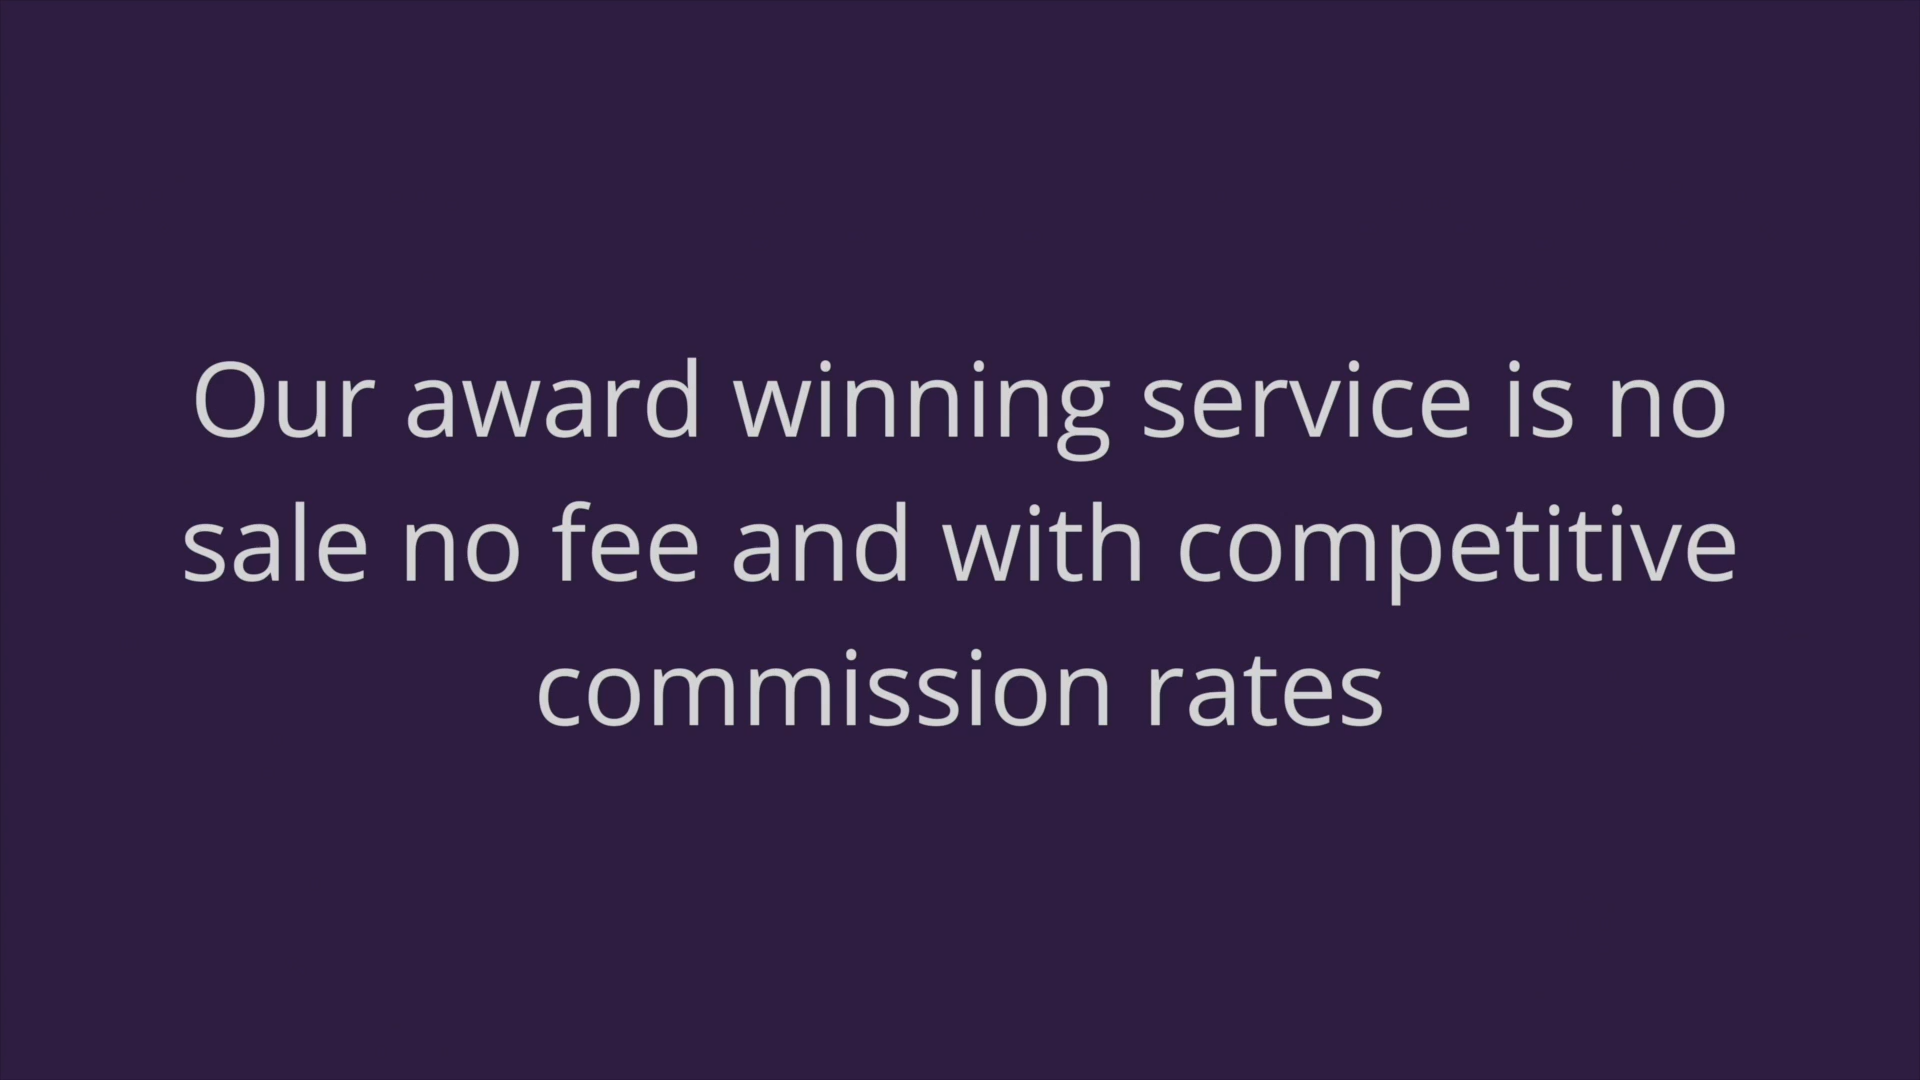 Our award winning service is no
sale no fee and with competitive
commission rates